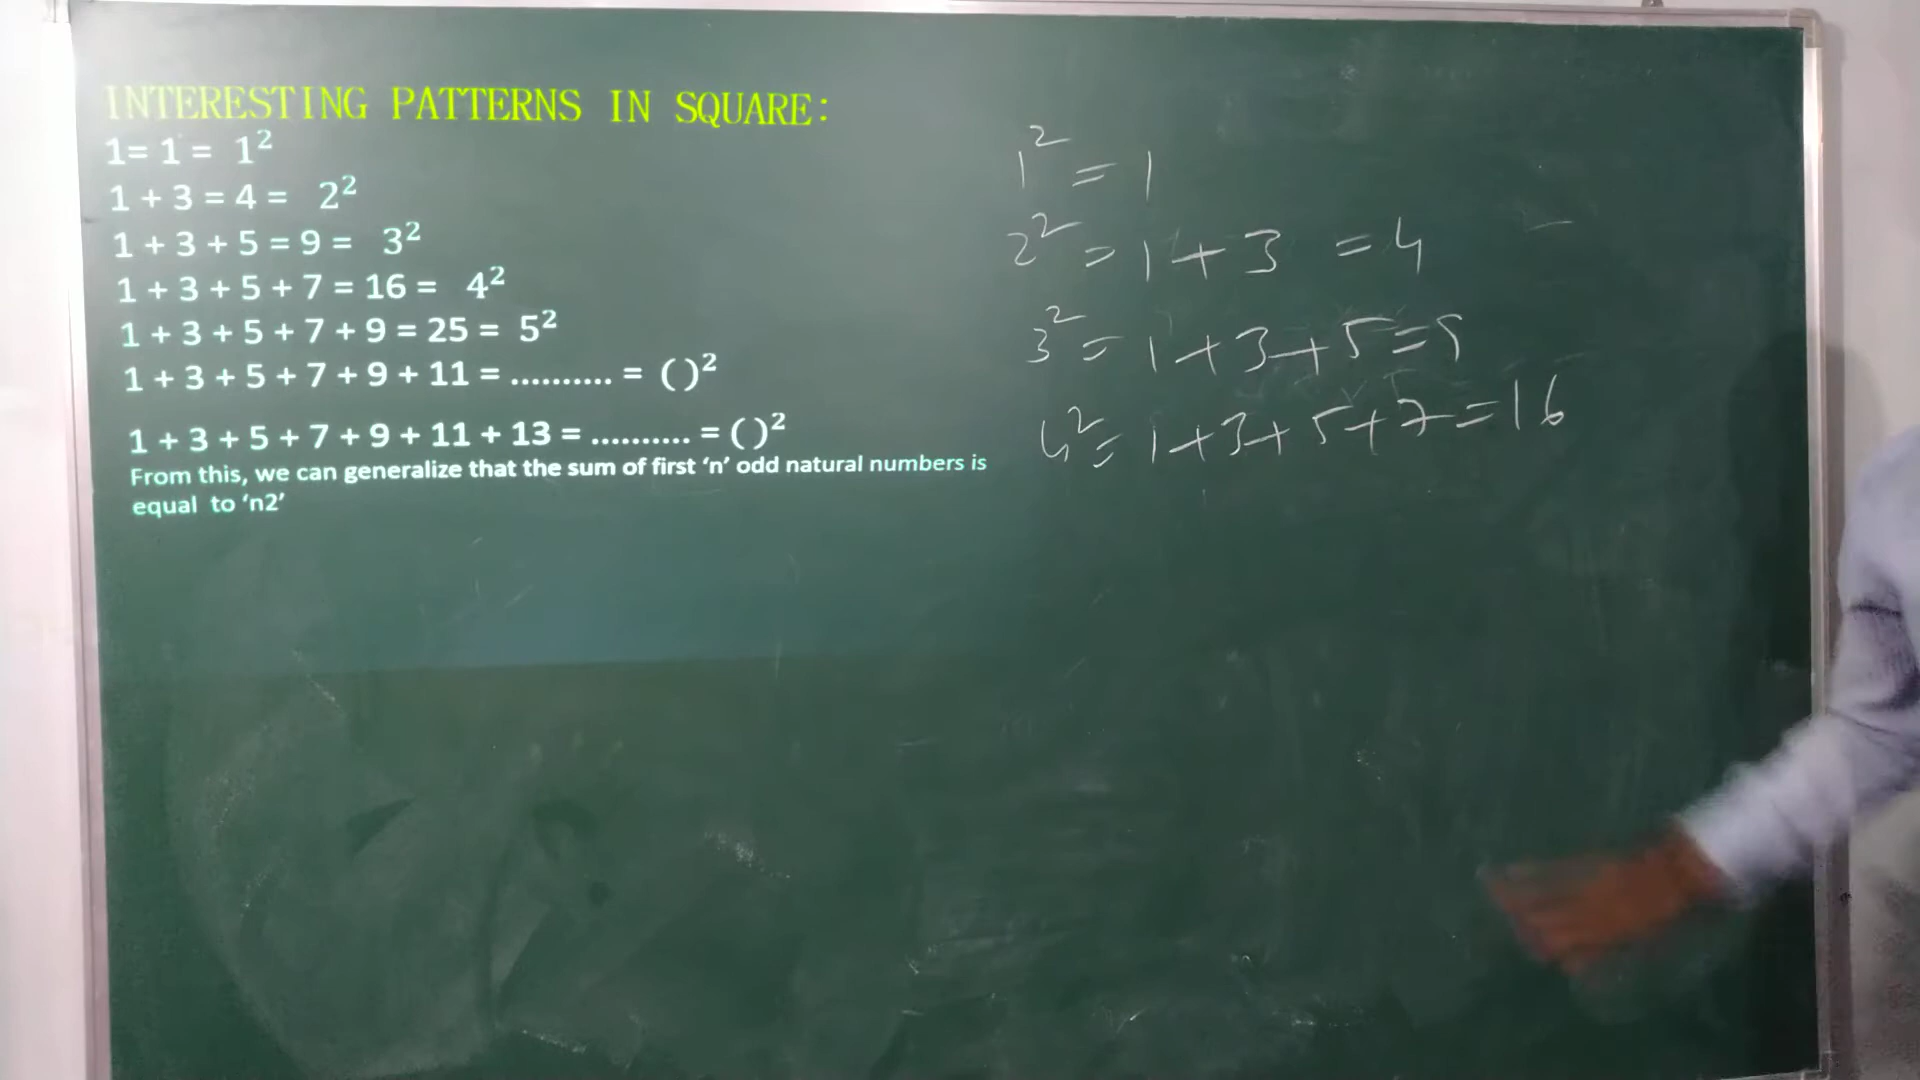 INTERESTING PATTERNS IN SQUARE:
1= 1 = 1²
1 + 3 = 4 = 2²
1 + 3 + 5 = 9 = 3²
1 + 3 + 5 + 7 = 16 = 4²
1 + 3 + 5 + 7 + 9 = 25 = 5²
1 + 3 + 5 + 7 + 9 + 11 = .......... = ()²
1 + 3 + 5 + 7 + 9 + 11 + 13 = .......... = ()²
From this, we can generalize that the sum of first ‘n’ odd natural numbers is
equal to ‘n2’
1² = 1
2² = 1 + 3 = 4
3² = 1 + 3 + 5 = 9
4² = 1 + 3 + 5 + 7 = 16